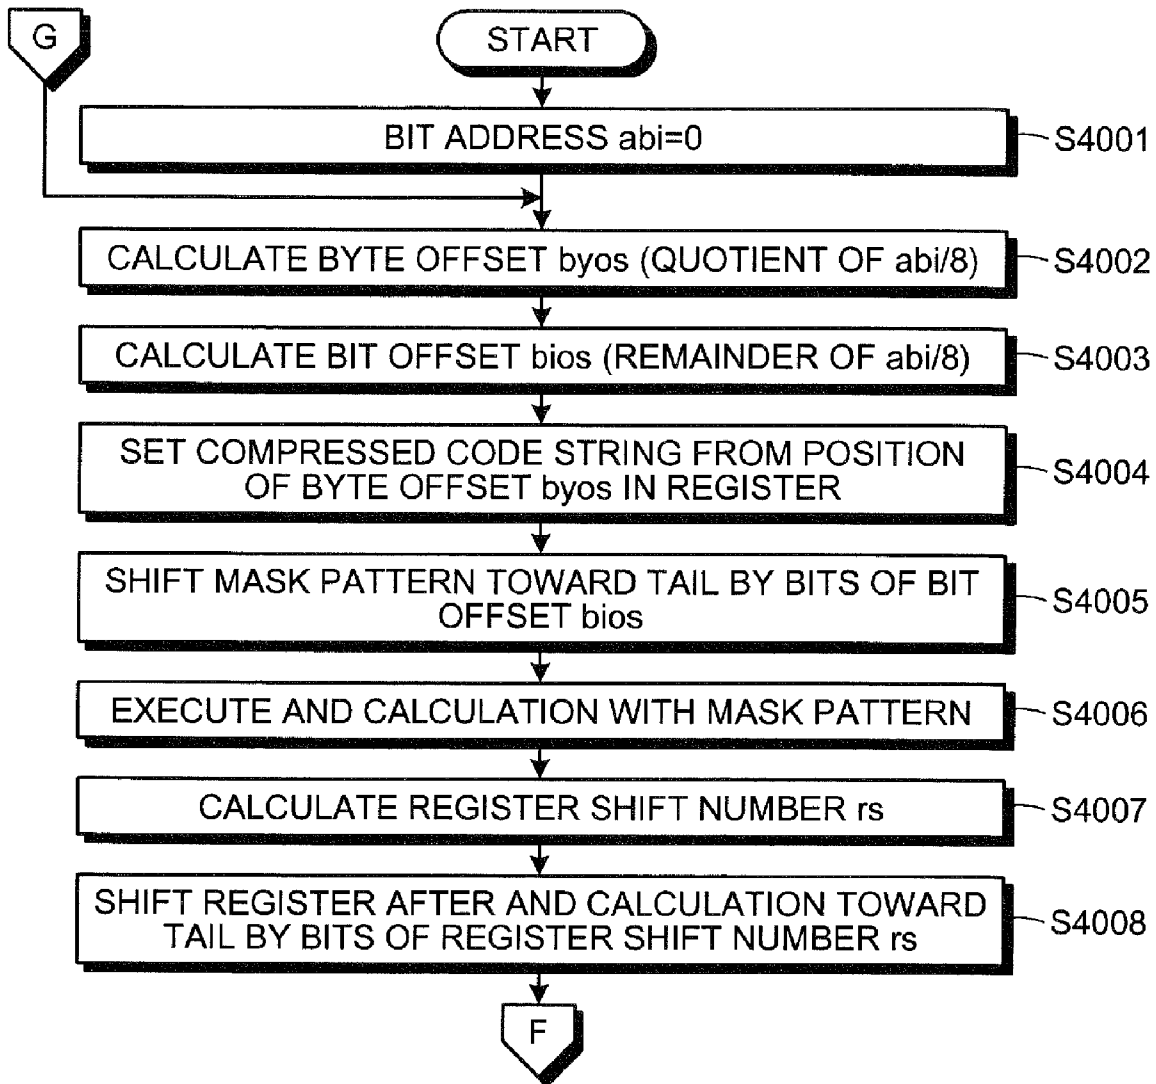 G
START
BIT ADDRESS abi=0
S4001
CALCULATE BYTE OFFSET byos (QUOTIENT OF abi/8)
S4002
CALCULATE BIT OFFSET bios (REMAINDER OF abi/8)
S4003
SET COMPRESSED CODE STRING FROM POSITION
OF BYTE OFFSET byos IN REGISTER
S4004
SHIFT MASK PATTERN TOWARD TAIL BY BITS OF BIT
OFFSET bios
S4005
EXECUTE AND CALCULATION WITH MASK PATTERN
S4006
CALCULATE REGISTER SHIFT NUMBER rs
S4007
SHIFT REGISTER AFTER AND CALCULATION TOWARD
TAIL BY BITS OF REGISTER SHIFT NUMBER rs
S4008
F